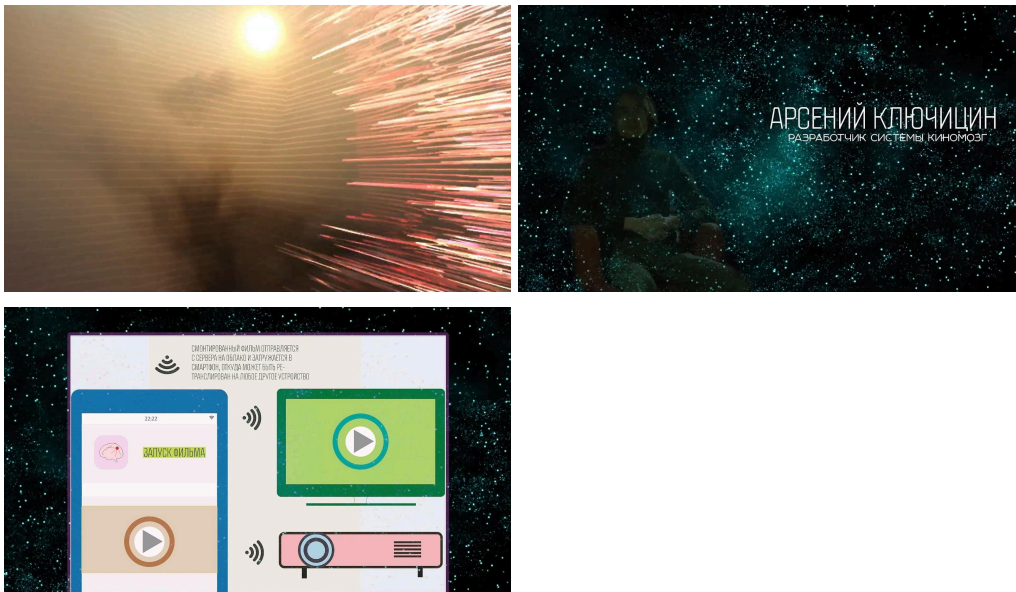 АРСЕНИЙ КЛЮЧИЦИН
РАЗРАБОТЧИК СИСТЕМЫ КИНОМОЗГ
СМОНТИРОВАННЫЙ ФИЛЬМ ОТПРАВЛЯЕТСЯ
С СЕРВЕРА НА ОБЛАКО И ЗАГРУЖАЕТСЯ В
СМАРТФОН, ОТКУДА МОЖЕТ БЫТЬ РЕ-
ТРАНСЛИРОВАН НА ЛЮБОЕ ДРУГОЕ УСТРОЙСТВО
22:22
ЗАПУСК ФИЛЬМА